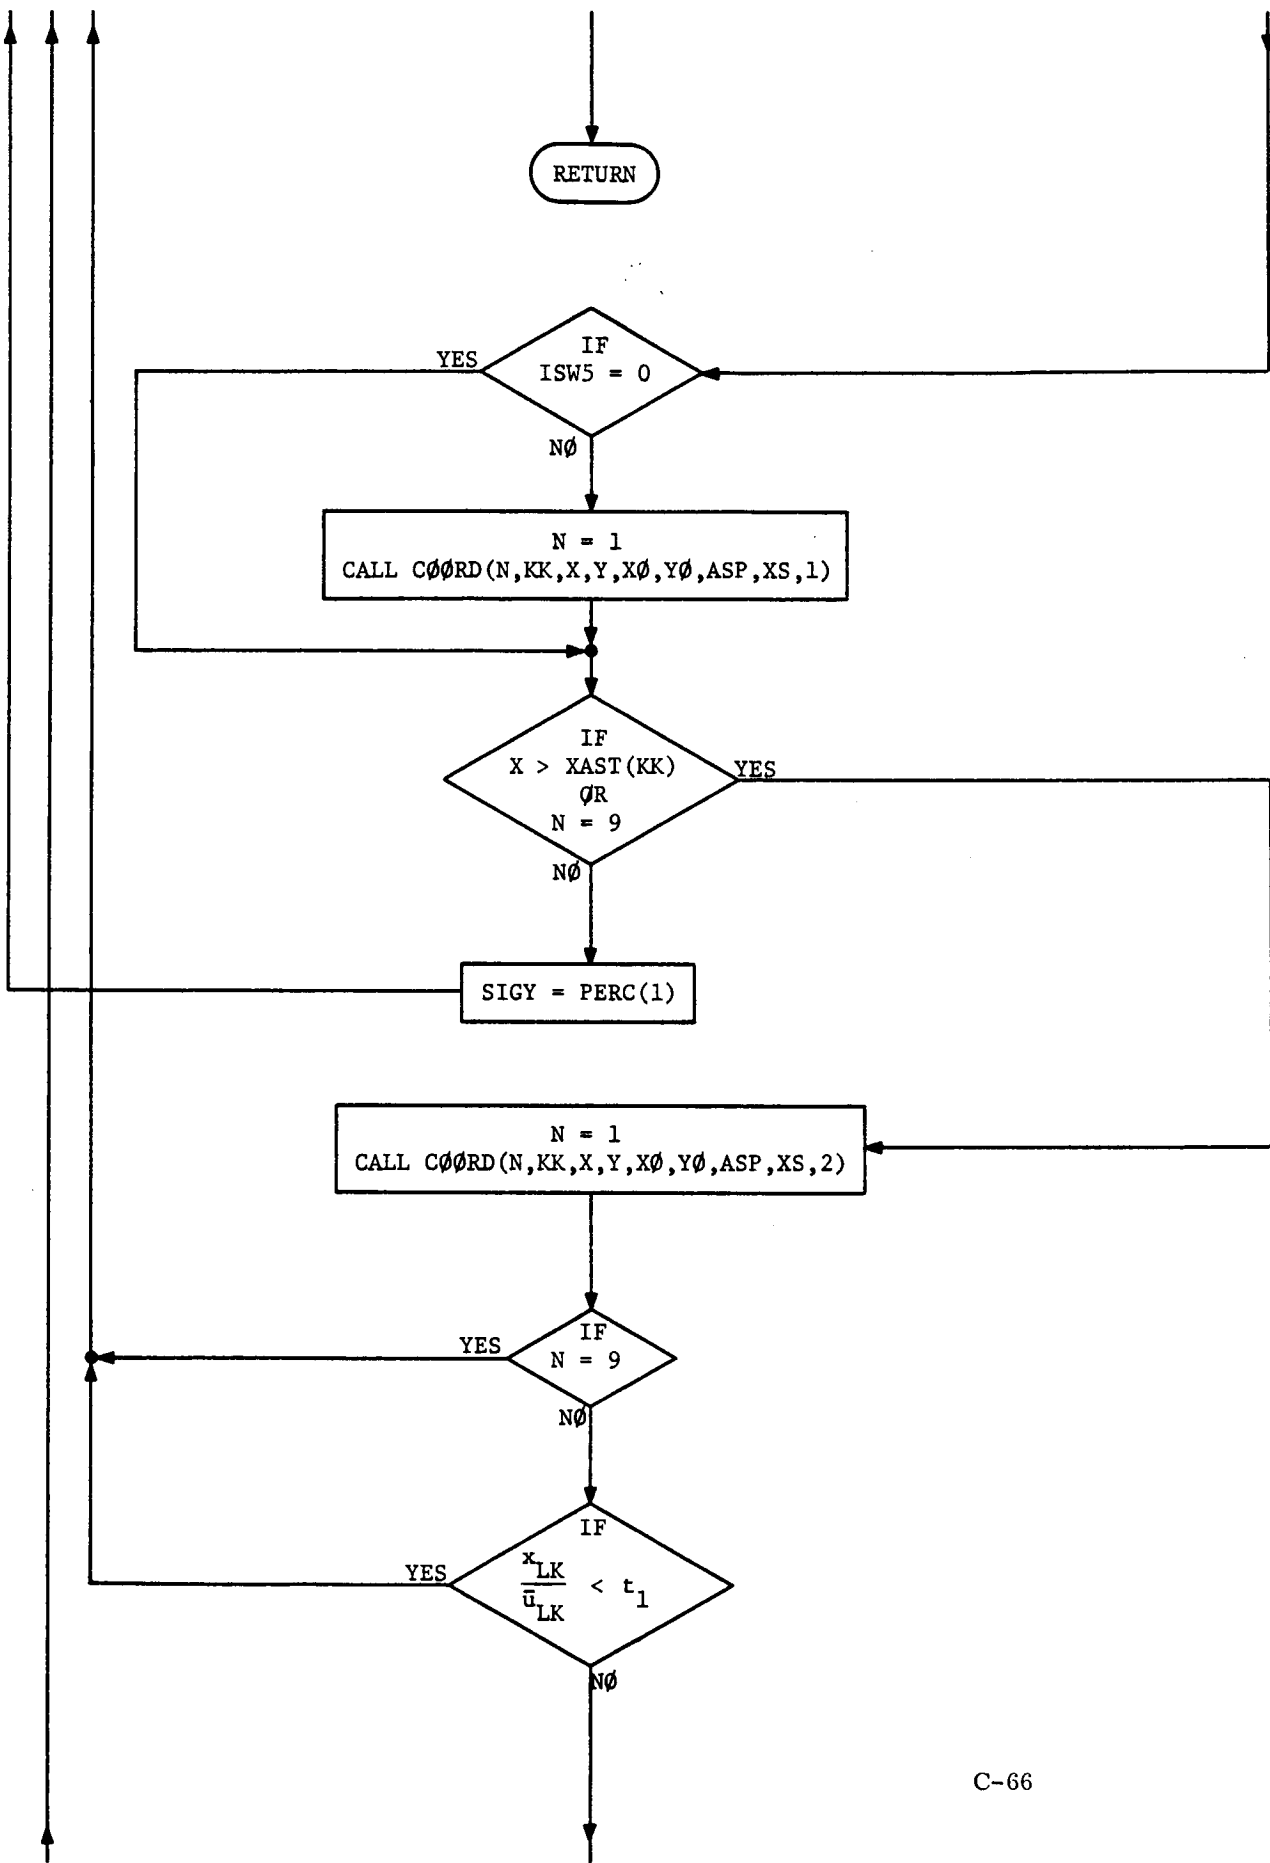 RETURN
IF
YES
ISW5 = 0
NØ
N = 1
CALL CØØRD(N,KK,X,Y,XØ,YØ,ASP,XS,1)
IF
X > XAST(KK)
YES
ØR
N = 9
NØ
SIGY = PERC(1)
N = 1
CALL CØØRD(N,KK,X,Y,XØ,YØ,ASP,XS,2)
IF
YES
N = 9
NØ
IF
YES
x_LK / ū_LK < t_1
NØ
C-66